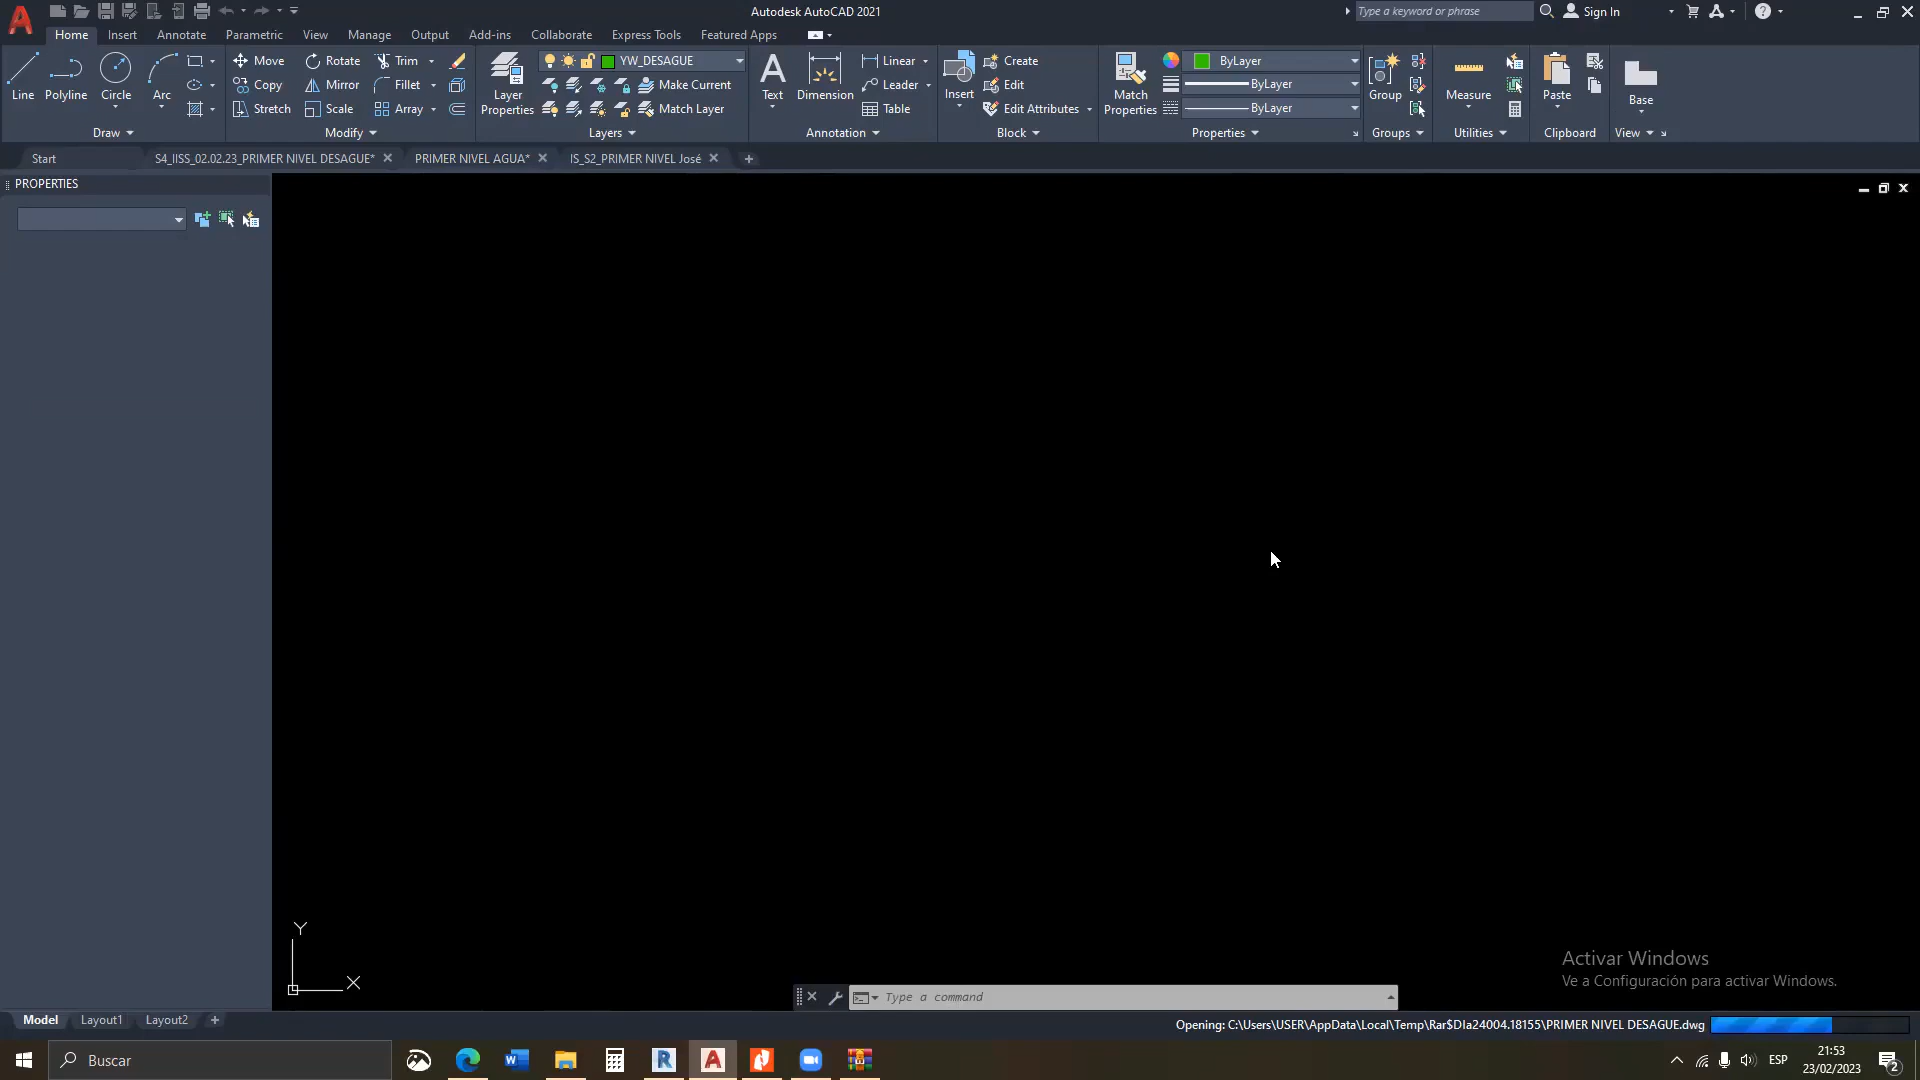 Autodesk AutoCAD 2021
Type a keyword or phrase
Sign In
Home Insert Annotate Parametric View Manage Output Add-ins Collaborate Express Tools Featured Apps
Line Polyline Circle Arc
Move Rotate Trim
Copy Mirror Fillet
Stretch Scale Array
Layer Properties
YW_DESAGUE
Make Current
Match Layer
Text Dimension
Linear
Leader
Table
Insert
Create
Edit
Edit Attributes
Match Properties
ByLayer
ByLayer
ByLayer
Group Measure Paste Base
Draw Modify Layers Annotation Block Properties Groups Utilities Clipboard View
Start S4_IISS_02.02.23_PRIMER NIVEL DESAGUE* PRIMER NIVEL AGUA* IS_S2_PRIMER NIVEL José
PROPERTIES
Y
X
Activar Windows
Ve a Configuración para activar Windows.
Type a command
Model Layout1 Layout2
Opening: C:\Users\USER\AppData\Local\Temp\Rar$DIa24004.18155\PRIMER NIVEL DESAGUE.dwg
Buscar
ESP
21:53
23/02/2023
2